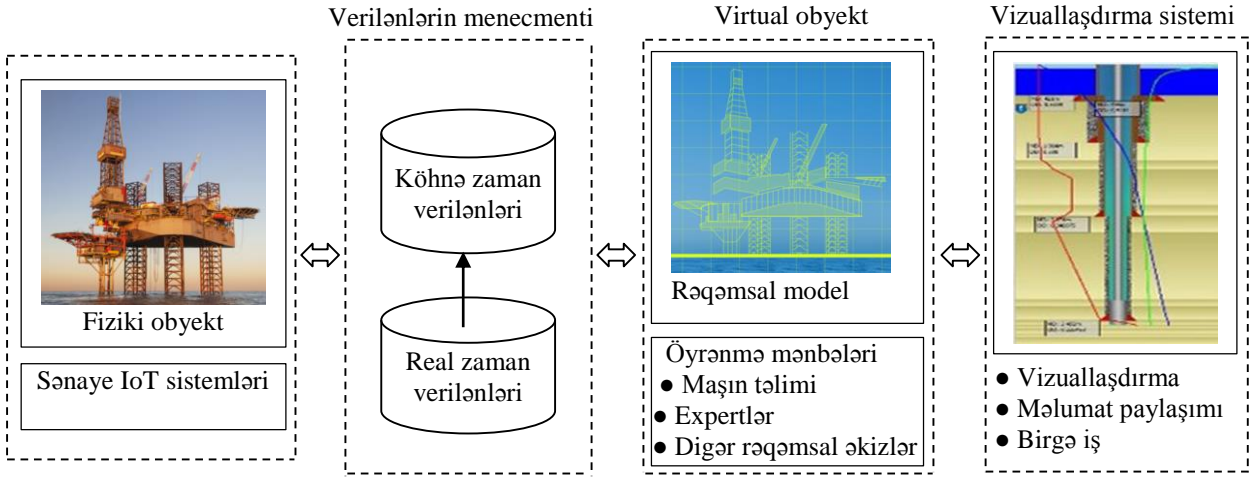 Verilənlərin menecmenti
Virtual obyekt
Vizuallaşdırma sistemi
Fiziki obyekt
Sənaye IoT sistemləri
Köhnə zaman
verilənləri
Real zaman
verilənləri
Rəqəmsal model
Öyrənmə mənbələri
● Maşın təlimi
● Expertlər
● Digər rəqəmsal əkizlər
● Vizuallaşdırma
● Məlumat paylaşımı
● Birgə iş